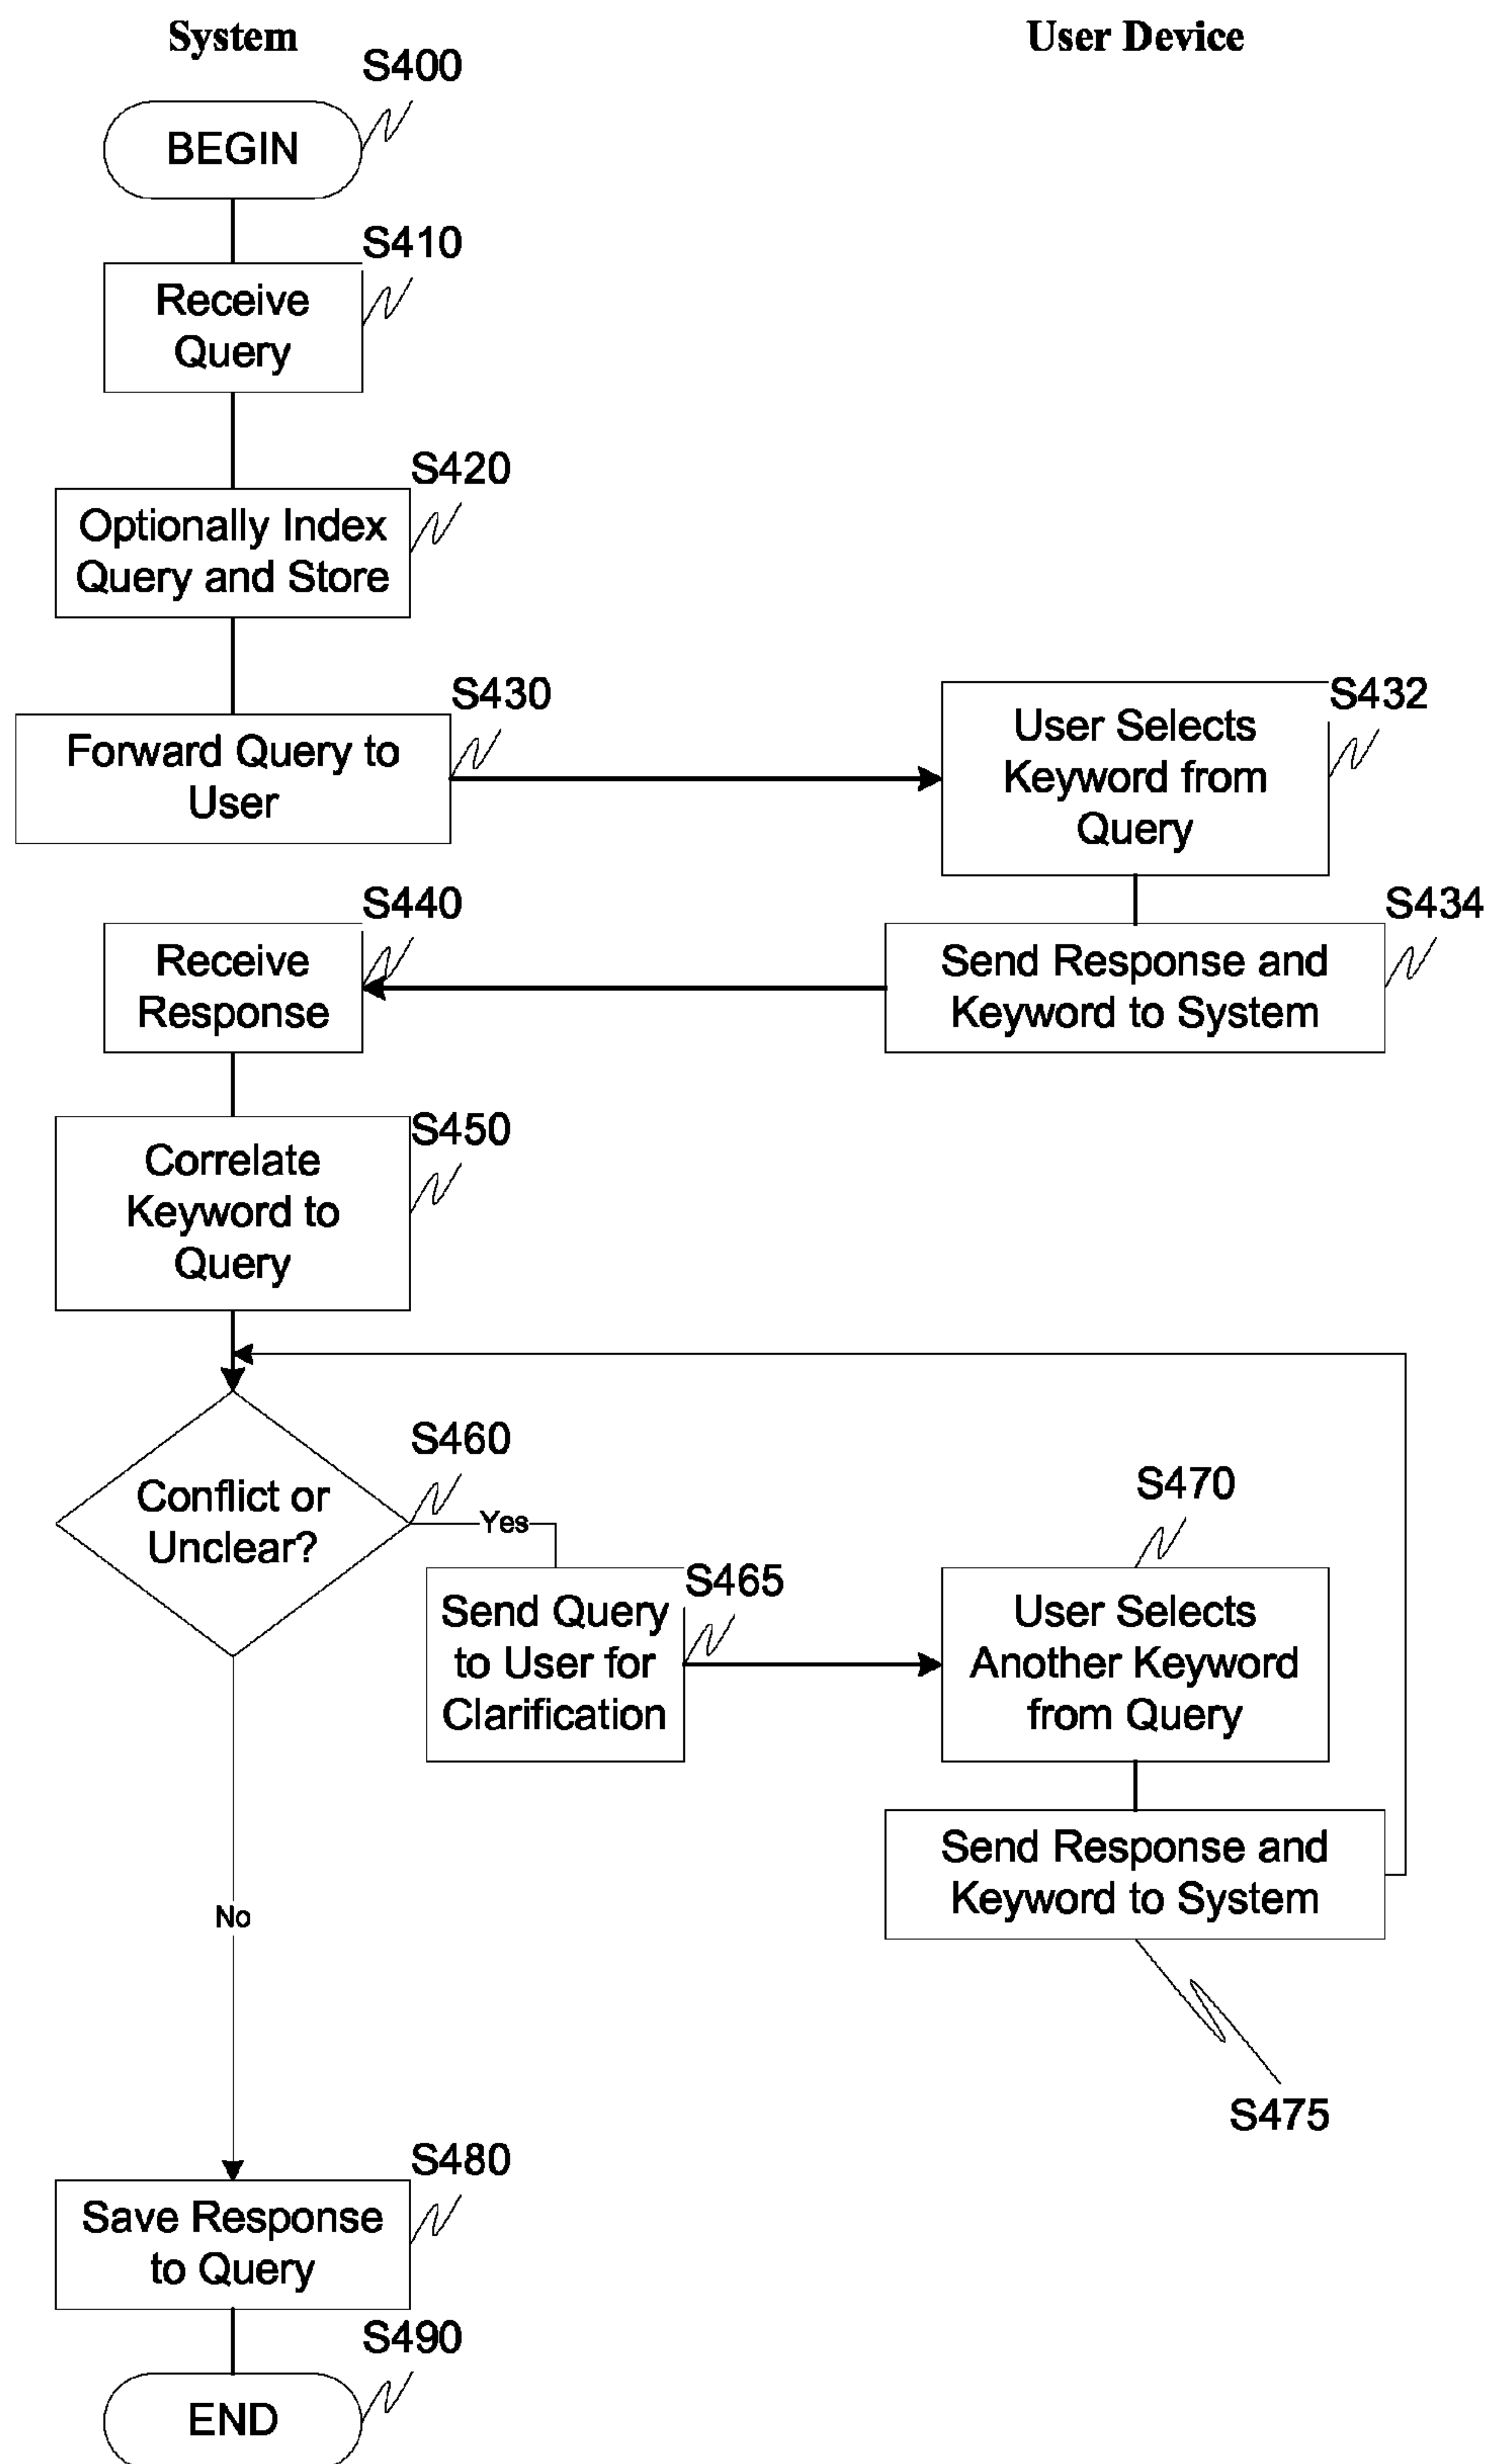 System
User Device
S400
BEGIN
S410
Receive
Query
S420
Optionally Index
Query and Store
S430
Forward Query to
User
S432
User Selects
Keyword from
Query
S434
Send Response and
Keyword to System
S440
Receive
Response
S450
Correlate
Keyword to
Query
S460
Conflict or
Unclear?
Yes
S465
Send Query
to User for
Clarification
S470
User Selects
Another Keyword
from Query
Send Response and
Keyword to System
S475
No
S480
Save Response
to Query
S490
END